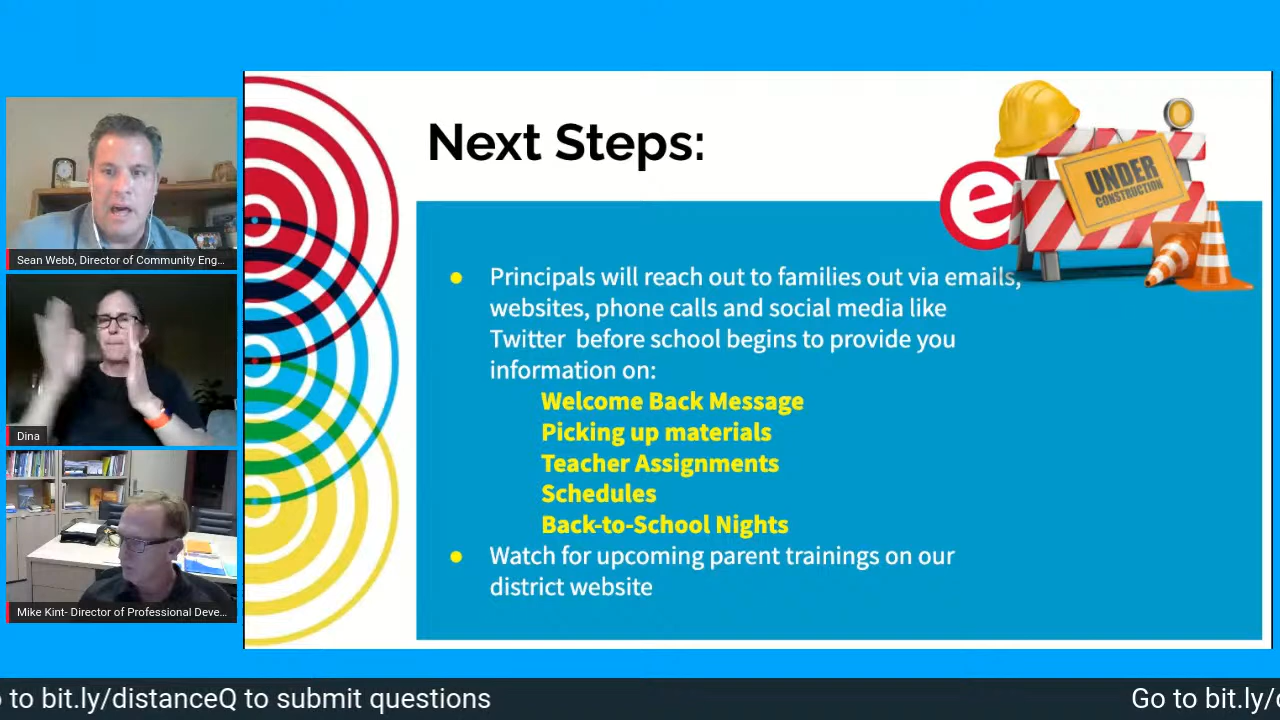 Next Steps:
e
UNDER
CONSTRUCTION
Principals will reach out to families out via emails,
websites, phone calls and social media like
Twitter before school begins to provide you
information on:
Welcome Back Message
Picking up materials
Teacher Assignments
Schedules
Back-to-School Nights
Watch for upcoming parent trainings on our
district website
Sean Webb, Director of Community Eng...
Dina
Mike Kint- Director of Professional Deve...
to bit.ly/distanceQ to submit questions
Go to bit.ly/